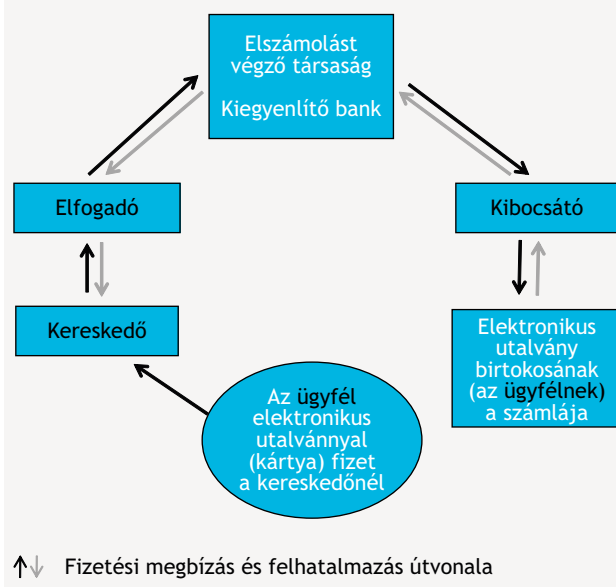 Elszámolást
végző társaság
Kiegyenlítő bank
Elfogadó
Kibocsátó
Kereskedő
Elektronikus
utalvány
birtokosának
(az ügyfélnek)
a számlája
Az ügyfél
elektronikus
utalvánnyal
(kártya) fizet
a kereskedőnél
Fizetési megbízás és felhatalmazás útvonala